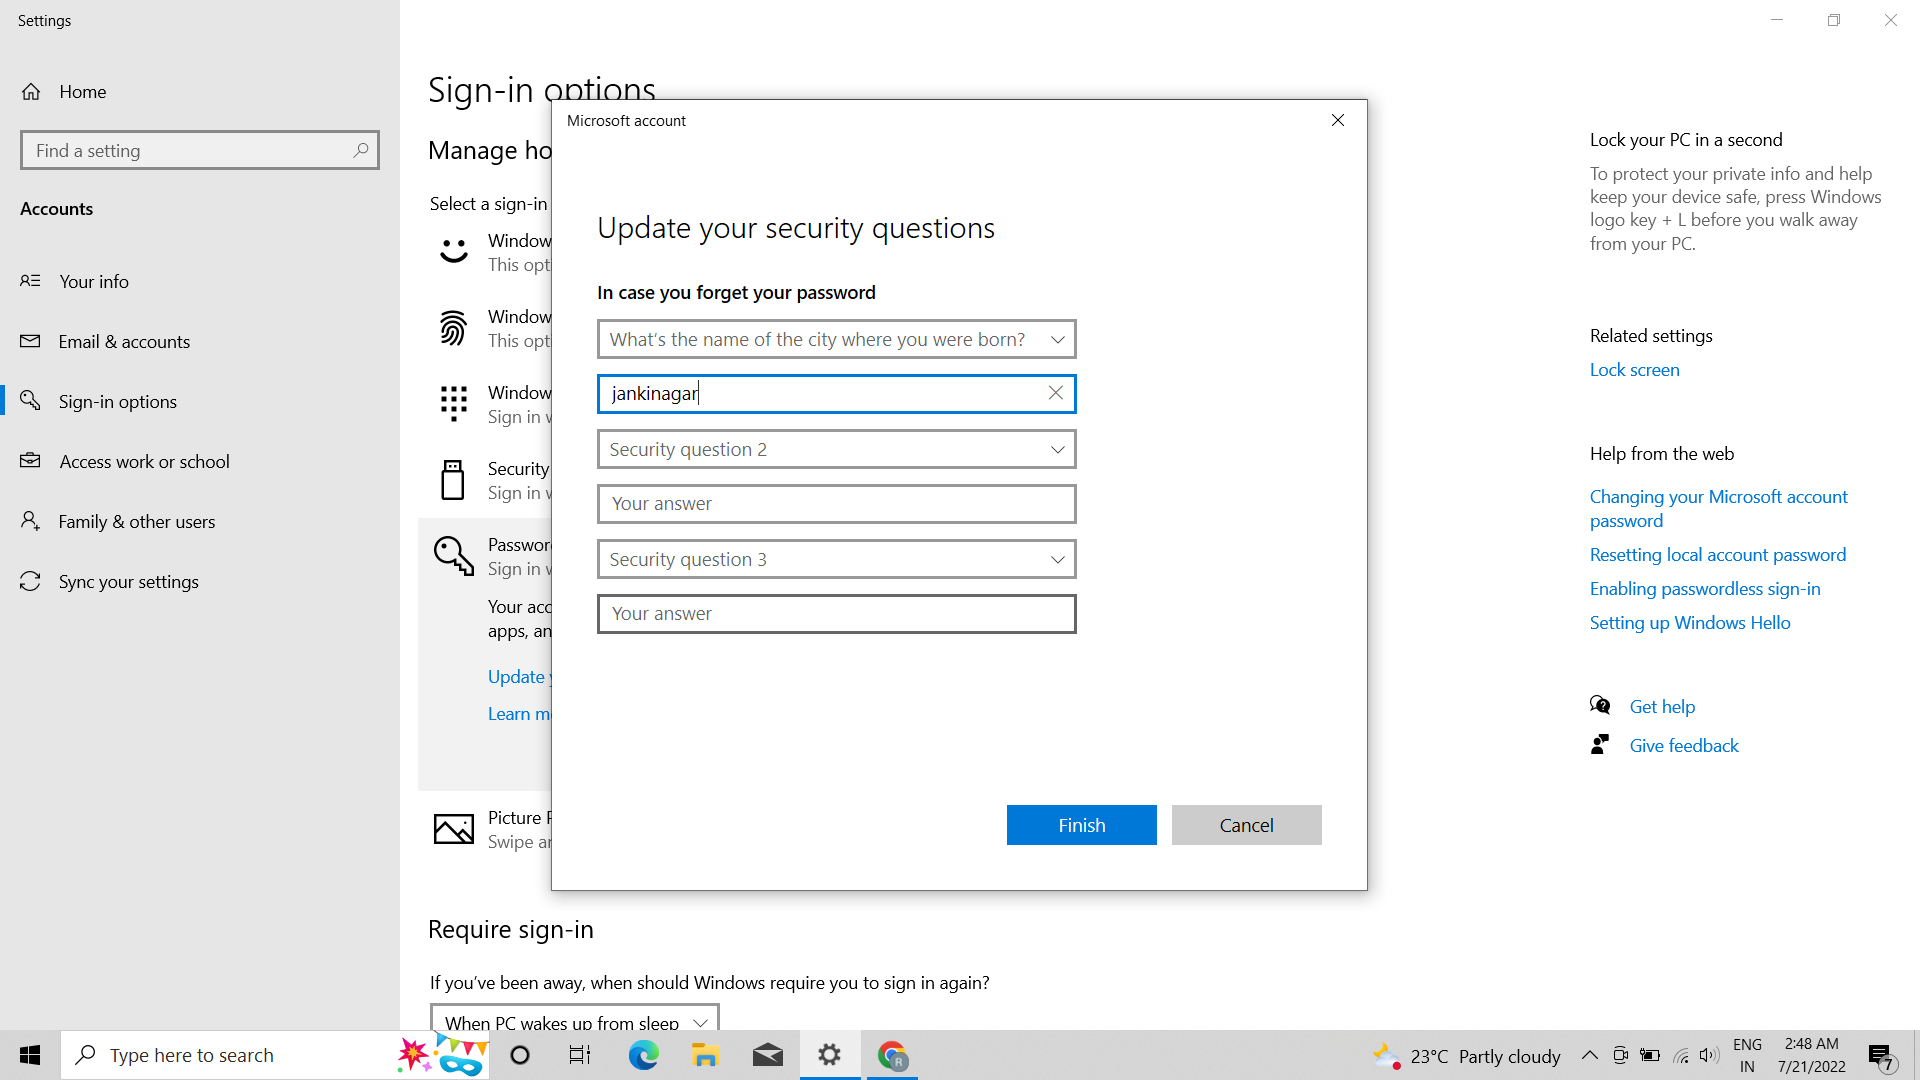 Settings
Home
Find a setting
Accounts
Your info
Email & accounts
Sign-in options
Access work or school
Family & other users
Sync your settings
Sign-in options
Manage ho
Select a sign-in
Window
This opt
Window
This opt
Window
Sign in
Security
Sign in
Passwor
Sign in
Your acc
apps, an
Update
Learn m
Picture
Swipe ar
Require sign-in
If you've been away, when should Windows require you to sign in again?
When PC wakes up from sleep
Microsoft account
Update your security questions
In case you forget your password
What's the name of the city where you were born?
jankinagar
Security question 2
Your answer
Security question 3
Your answer
Finish
Cancel
Lock your PC in a second
To protect your private info and help
keep your device safe, press Windows
logo key + L before you walk away
from your PC.
Related settings
Lock screen
Help from the web
Changing your Microsoft account
password
Resetting local account password
Enabling passwordless sign-in
Setting up Windows Hello
Get help
Give feedback
Type here to search
R
23°C Partly cloudy
ENG
IN
2:48 AM
7/21/2022
7